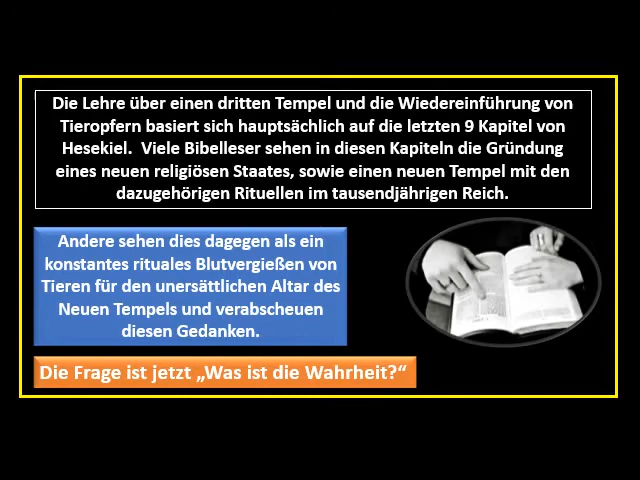 Die Lehre über einen dritten Tempel und die Wiedereinführung von
Tieropfern basiert sich hauptsächlich auf die letzten 9 Kapitel von
Hesekiel.  Viele Bibelleser sehen in diesen Kapiteln die Gründung
eines neuen religiösen Staates, sowie einen neuen Tempel mit den
dazugehörigen Rituellen im tausendjährigen Reich.
Andere sehen dies dagegen als ein
konstantes rituales Blutvergießen von
Tieren für den unersättlichen Altar des
Neuen Tempels und verabscheuen
diesen Gedanken.
Die Frage ist jetzt „Was ist die Wahrheit?“